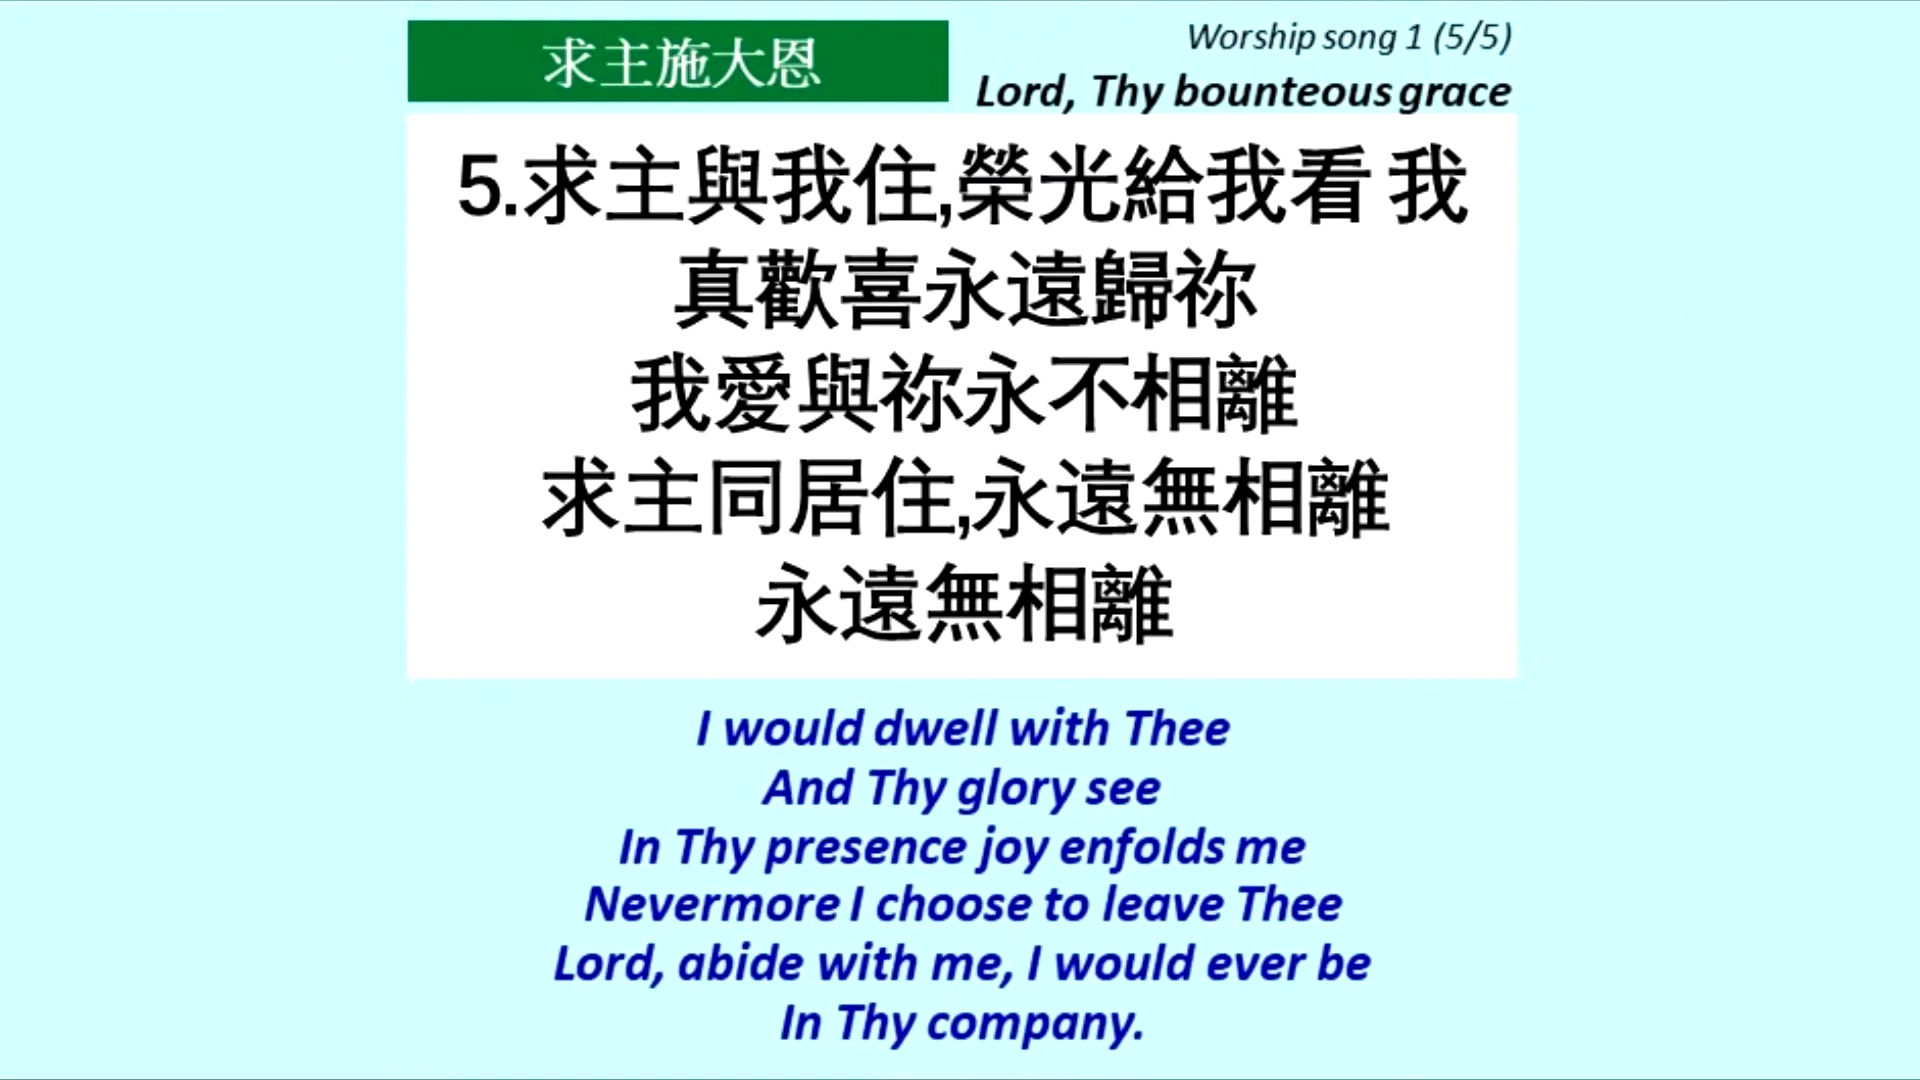 求主施大恩
Worship song 1 (5/5)
Lord, Thy bounteous grace
5.求主與我住,榮光給我看 我
真歡喜永遠歸祢
我愛與祢永不相離
求主同居住,永遠無相離
永遠無相離
I would dwell with Thee
And Thy glory see
In Thy presence joy enfolds me
Nevermore I choose to leave Thee
Lord, abide with me, I would ever be
In Thy company.